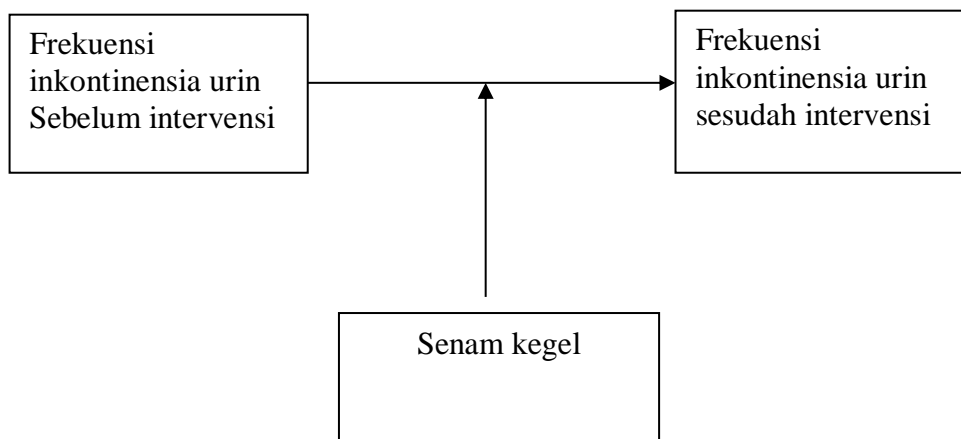 Frekuensi
inkontinensia urin
Sebelum intervensi
Frekuensi
inkontinensia urin
sesudah intervensi
Senam kegel